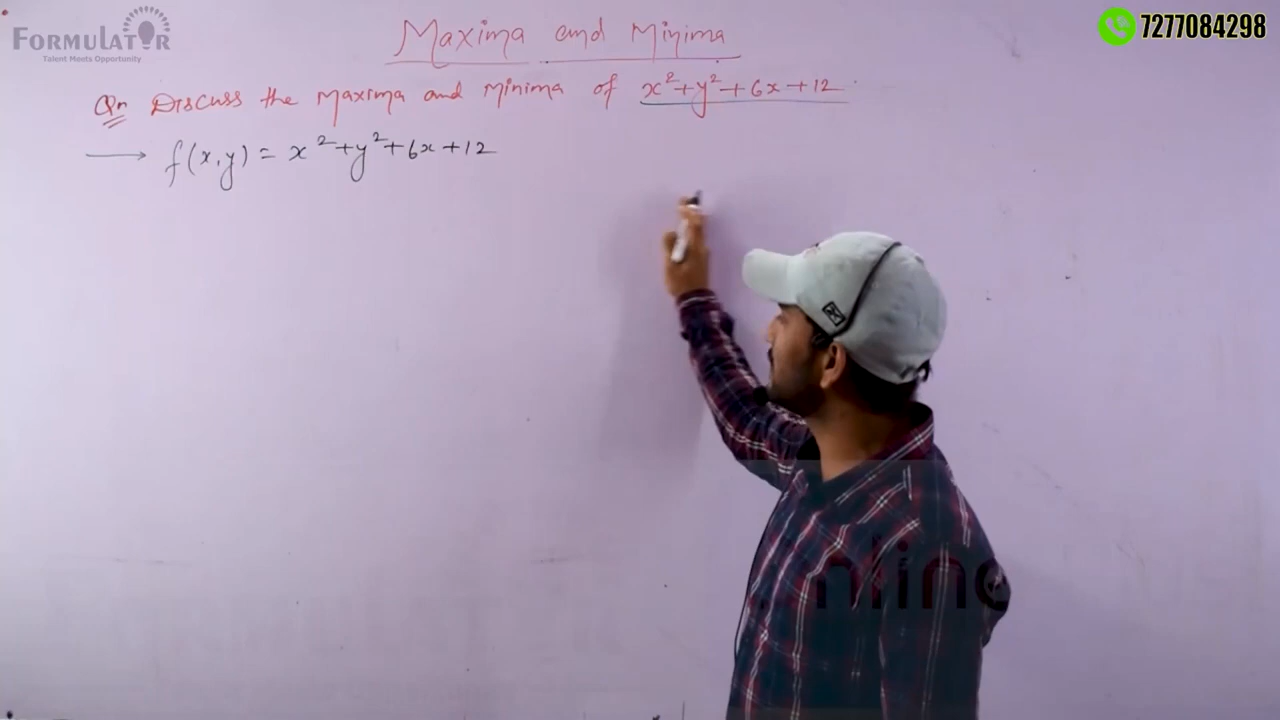 FORMULATOR
Talent Meets Opportunity
7277084298
Maxima and Minima
Qn Discuss the Maxima and Minima of x²+y²+6x+12
→ f(x,y) = x²+y²+6x+12
nline